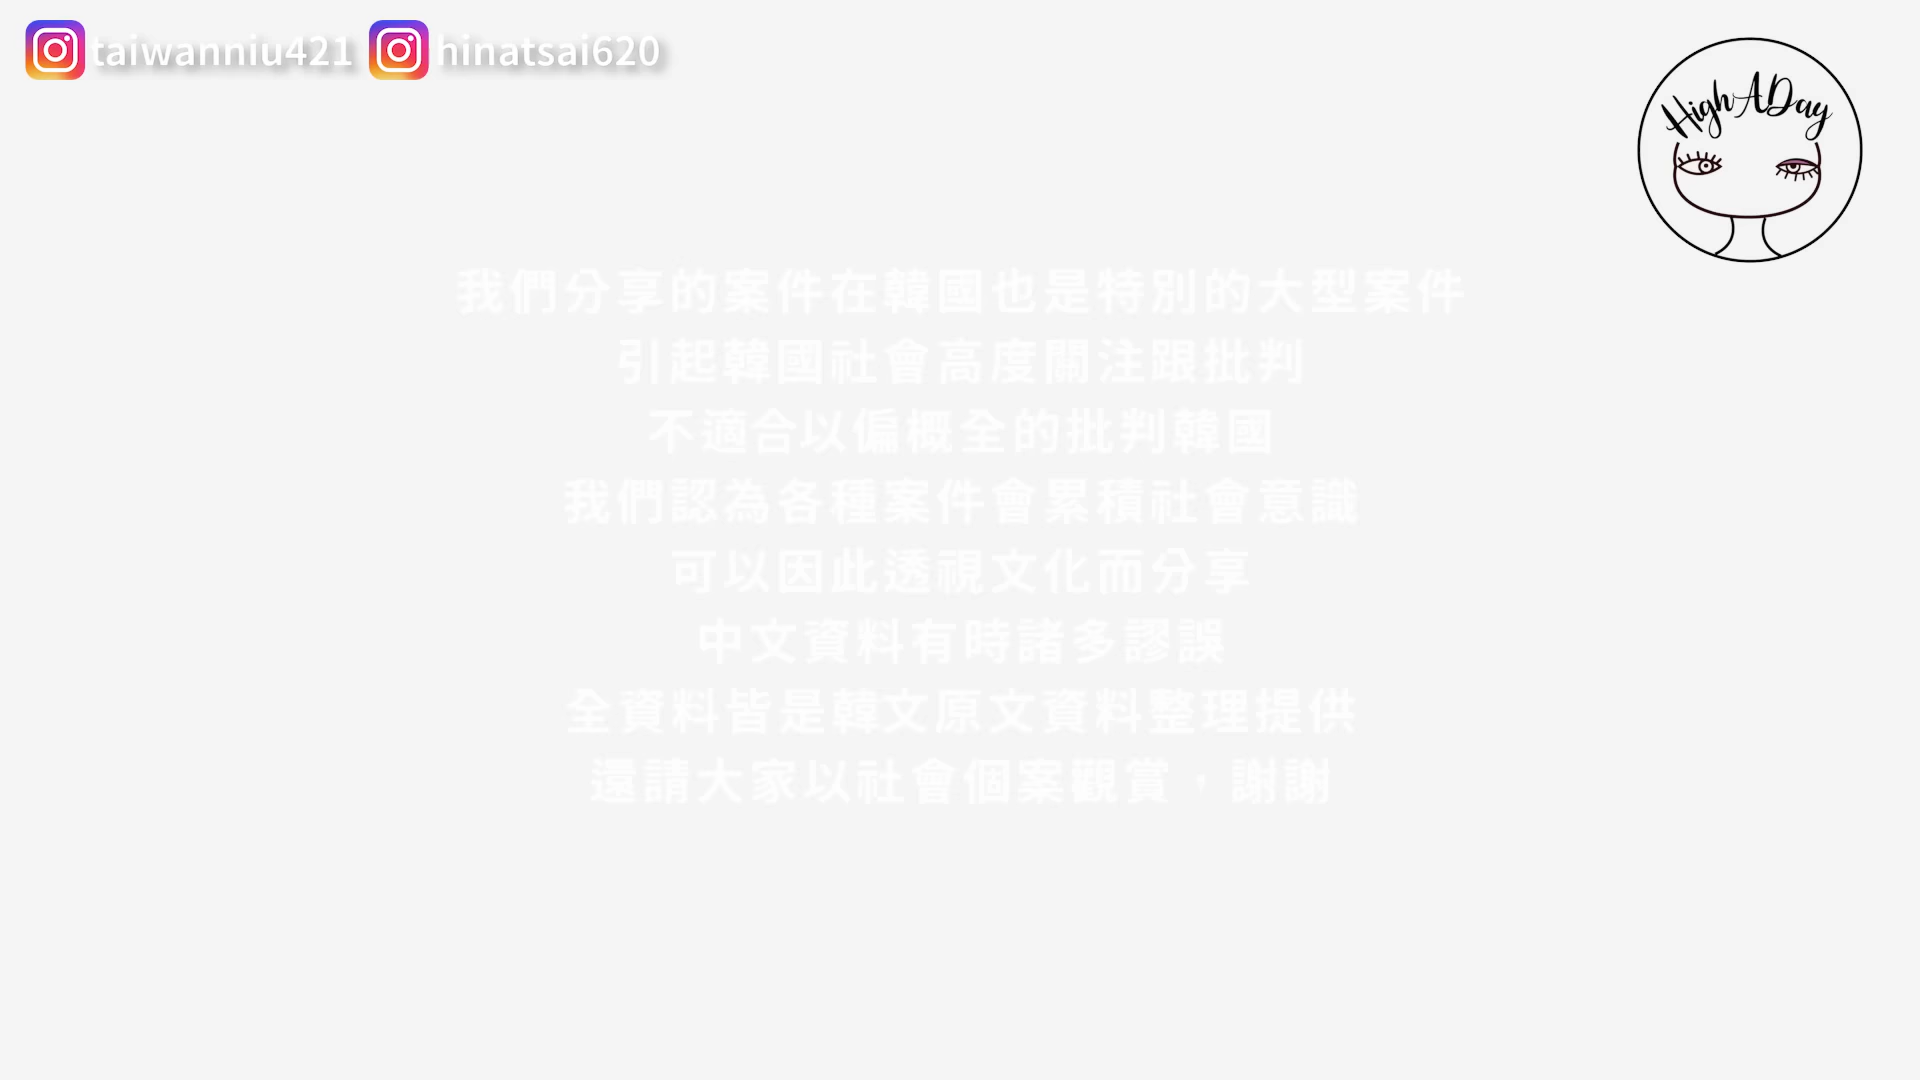 taiwanniu421 hinatsai620
HighADay
我們分享的案件在韓國也是特別的大型案件
引起韓國社會高度關注跟批判
不適合以偏概全的批判韓國
我們認為各種案件會累積社會意識
可以因此透視文化而分享
中文資料有時諸多謬誤
全資料皆是韓文原文資料整理提供
還請大家以社會個案觀賞，謝謝